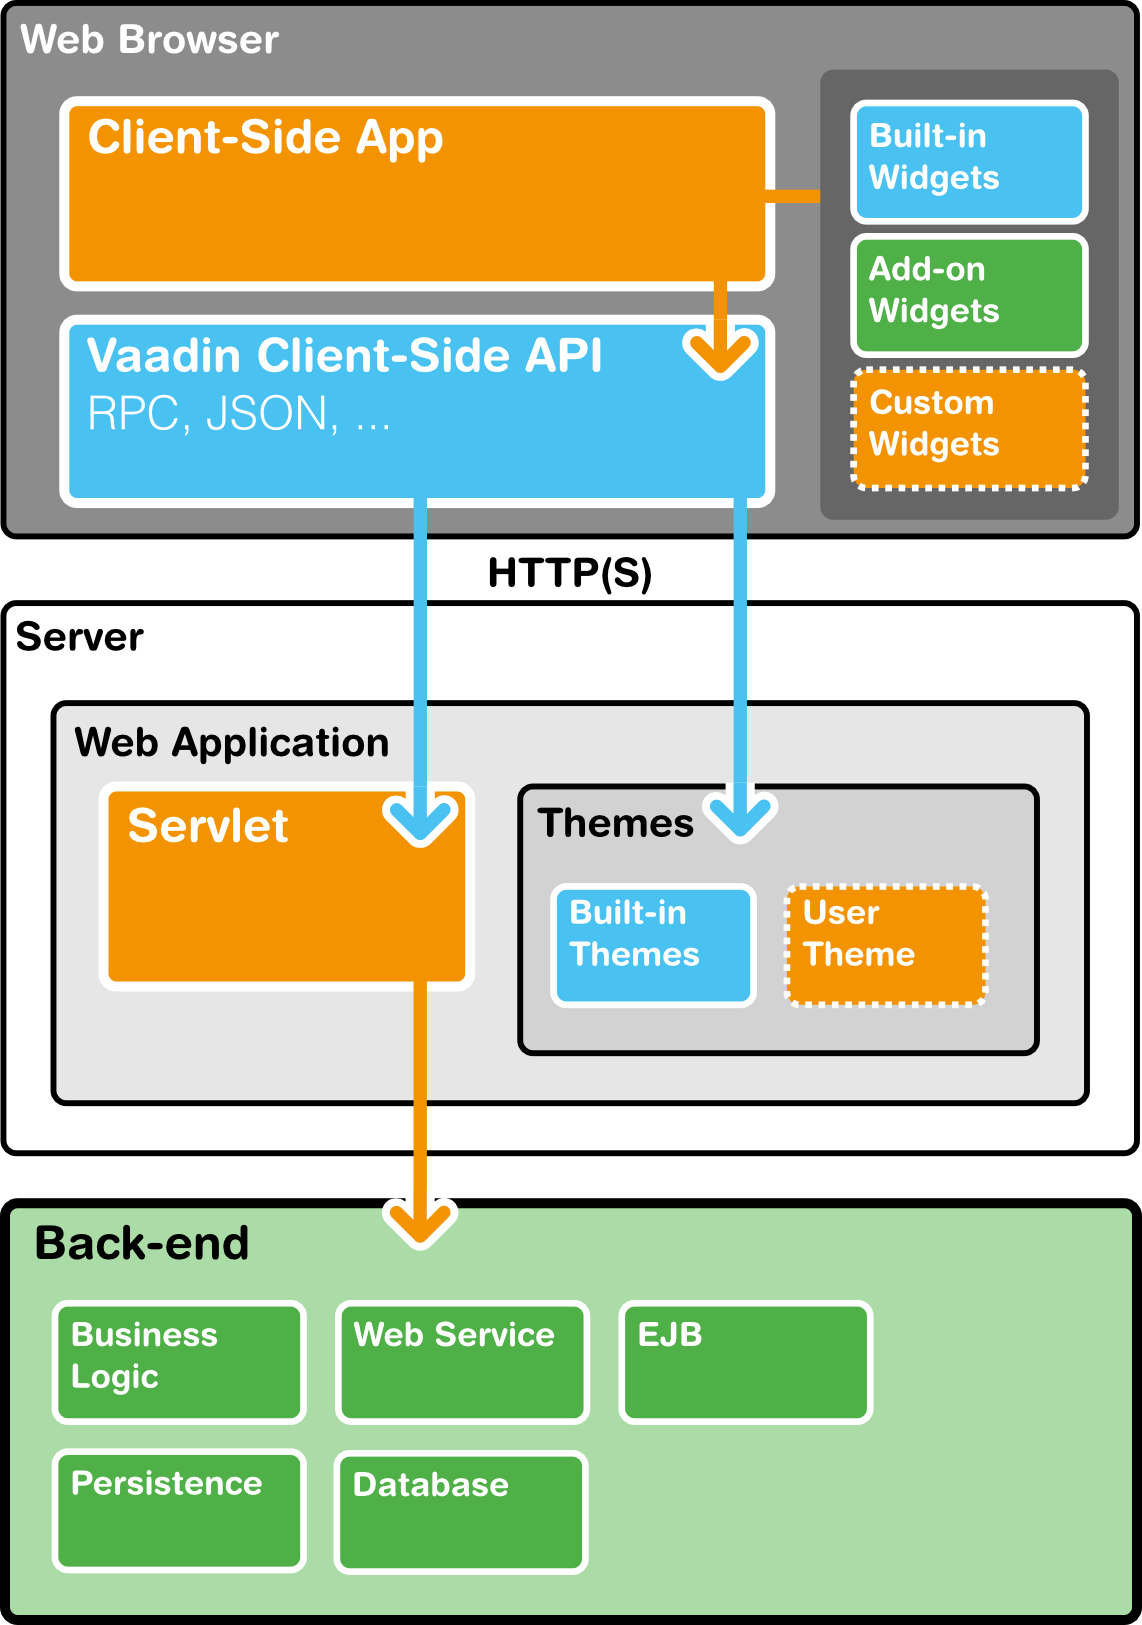 Web Browser
Client-Side App
Built-in
Widgets
Add-on
Widgets
Custom
Widgets
Vaadin Client-Side API
RPC, JSON, ...
HTTP(S)
Server
Web Application
Servlet
Themes
Built-in
Themes
User
Theme
Back-end
Business
Logic
Web Service
EJB
Persistence
Database